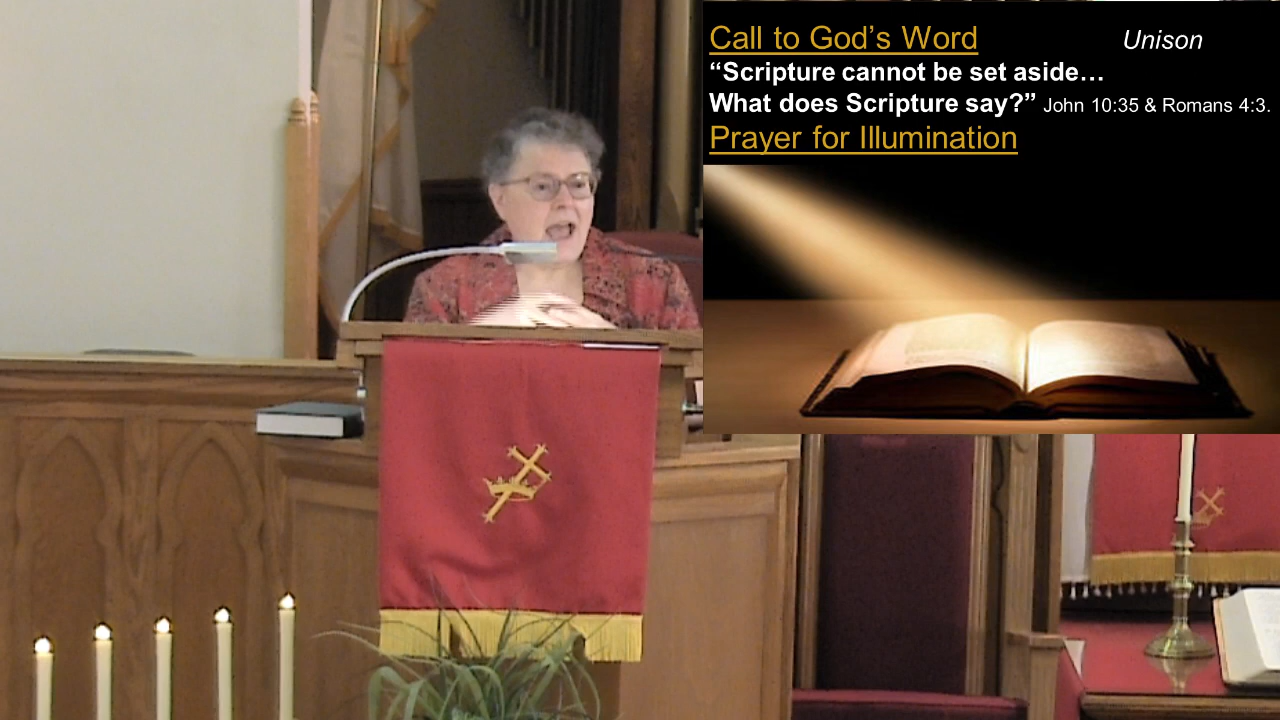 Call to God’s Word Unison
“Scripture cannot be set aside…
What does Scripture say?” John 10:35 & Romans 4:3.
Prayer for Illumination